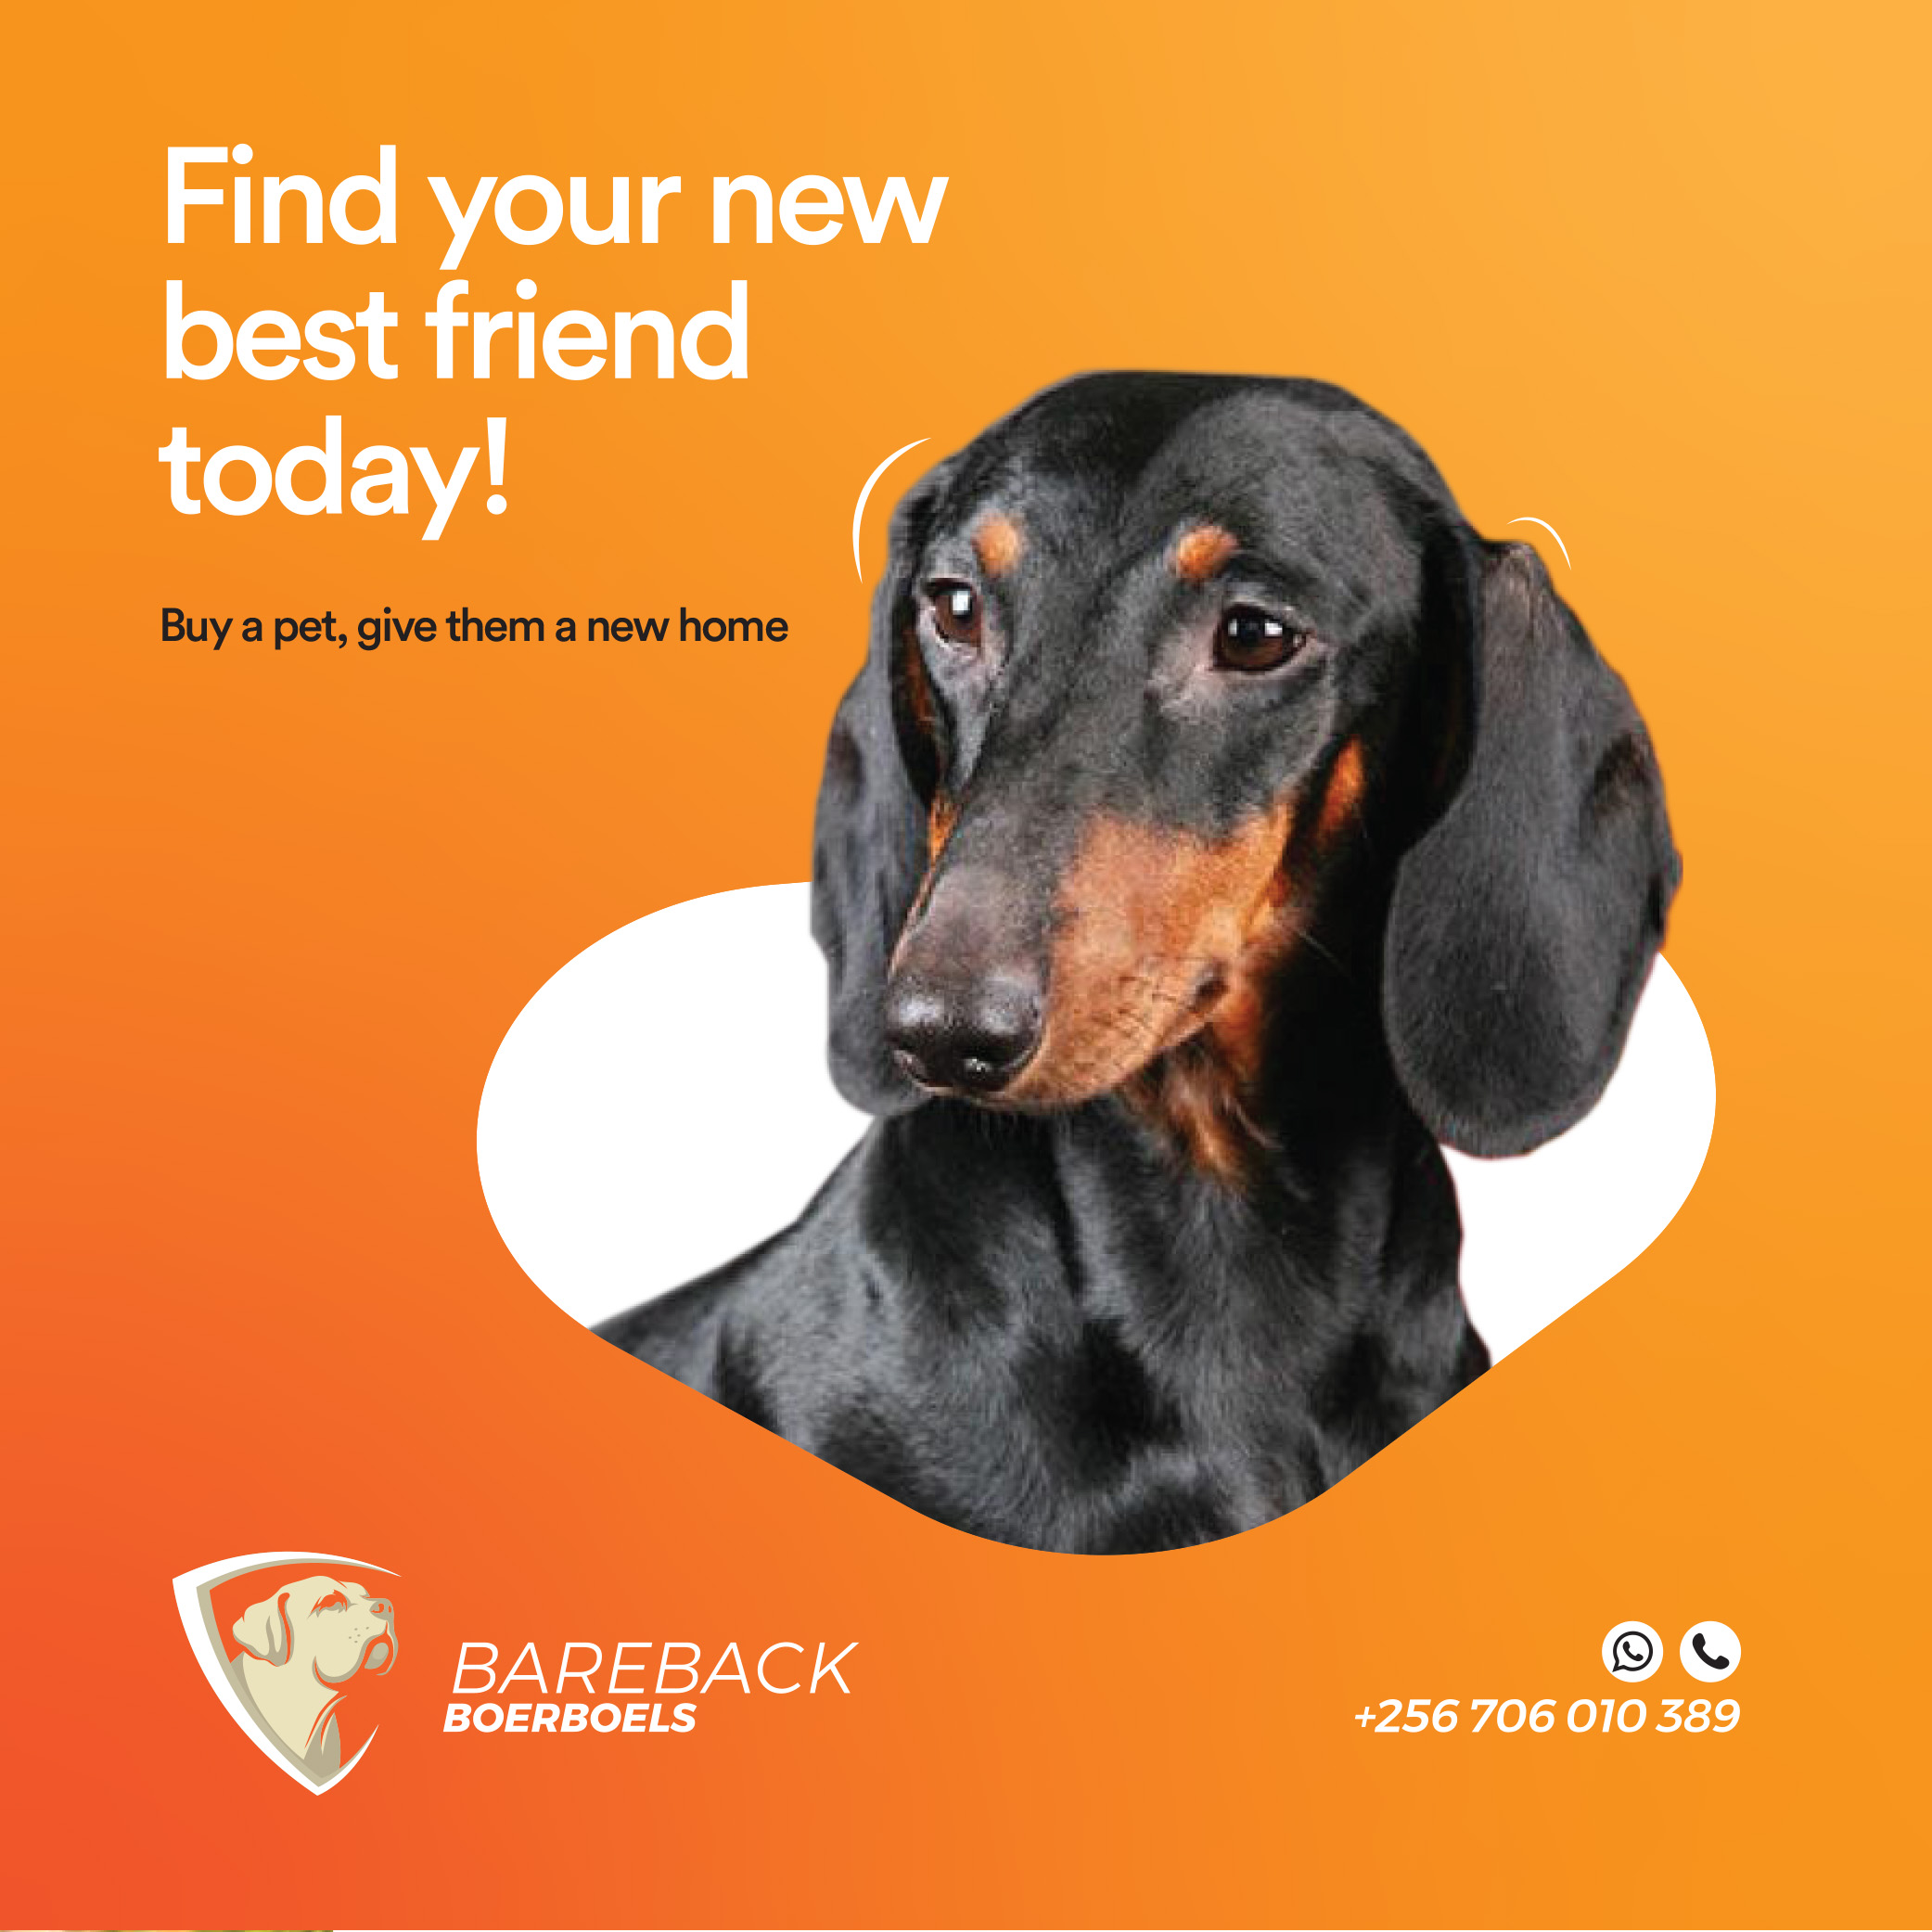 Find your new
best friend
today!
Buy a pet, give them a new home
BAREBACK
BOERBOELS
+256 706 010 389